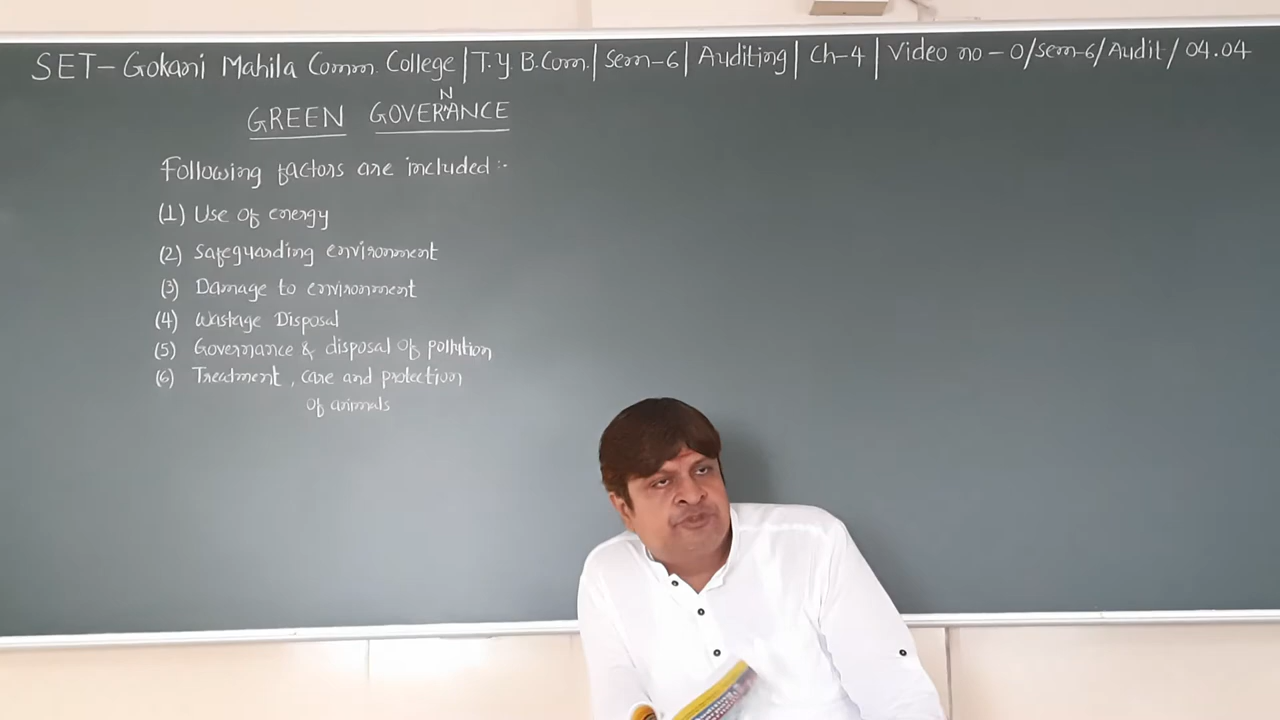 SET- Gokani Mahila Comm. College | T.Y. B.Com. | Sem-6 | Auditing | Ch-4 | Video no - 0/sem-6/Audit / 04.04
GREEN GOVERNANCE
Following factors are included :-
(1) Use of energy
(2) Safeguarding environment
(3) Damage to environment
(4) Wastage Disposal
(5) Governance & disposal of pollution
(6) Treatment, care and protection
of animals